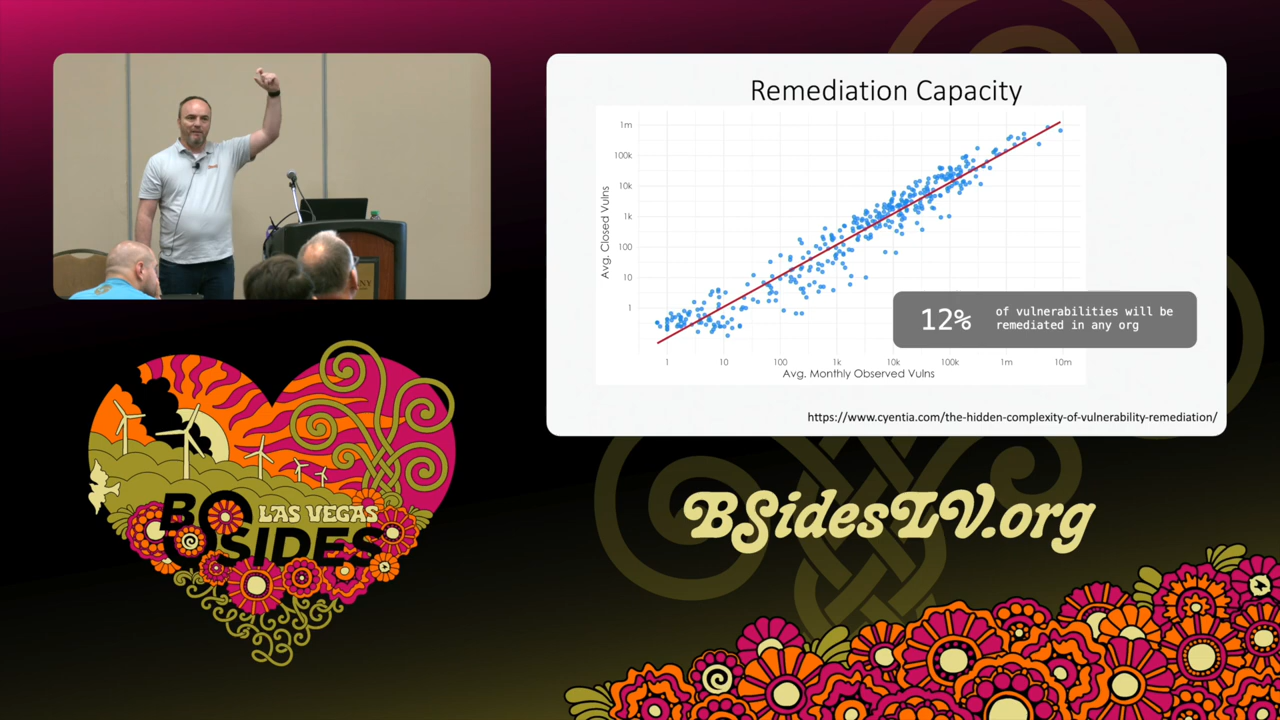 Remediation Capacity
1m
100k
10k
1k
100
10
1
Avg. Closed Vulns
1
10
100
1k
10k
100k
1m
10m
Avg. Monthly Observed Vulns
12%
of vulnerabilities will be
remediated in any org
https://www.cyentia.com/the-hidden-complexity-of-vulnerability-remediation/
LAS VEGAS
BSIDES
BSidesLV.org